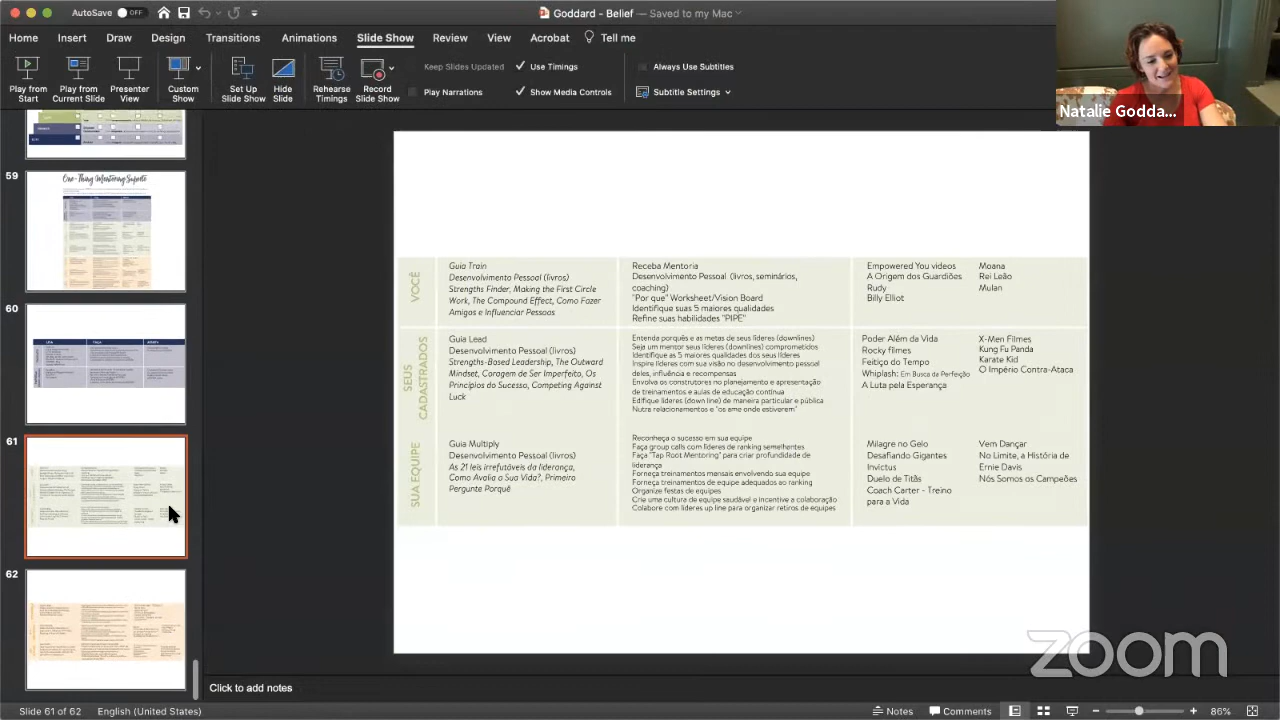 AutoSave OFF
Goddard - Belief — Saved to my Mac
Home Insert Draw Design Transitions Animations Slide Show Review View Acrobat Tell me
Play from Start
Play from Current Slide
Presenter View
Custom Show
Set Up Slide Show
Hide Slide
Rehearse Timings
Record Slide Show
Keep Slides Updated
Use Timings
Always Use Subtitles
Play Narrations
Show Media Controls
Subtitle Settings
Natalie Godda...
59
One-Thing Mentoring Suporte
60
61
62
VOCÊ
Guia Train
Desenvolvimento Pessoal (livros)
Strengths Finder, Making the First Circle
Work, The Compound Effect, Como Fazer
Amigos e Influenciar Pessoas
Receba Mentoria
Desenvolvimento Pessoal (livros, seminários,
coaching)
"Por que" Worksheet/Vision Board
Identifique suas 5 maiores qualidades
Refine suas habilidades "PIPE"
Empowered You videos
A Origem dos Guardiões
Rudy
Billy Elliot
Moana
Rei Leão
Mulan
SEUS
CADASTRADOS
Guia Lead
Desenvolvimento Pessoal (livros)
Strengths-Based Leadership, The Outward
Mindset, Coragem de Ser Imperfeito, Os
Princípios do Sucesso, Competing Against
Luck
Entenda porquês e as metas de seus líderes (downlines)
Seja um mentor seus líderes (downlines) comprometidos
Identifique as 5 maiores qualidades dos seus líderes
Inspire líderes com sua visão no desenvolvimento pessoal
deles, influência e recompensas
Envolva os construtores no planejamento e apresentação
de treinamentos e aulas de educação contínua
Edifique líderes (down line) de maneira particular e pública
Nutra relacionamentos e "os ame onde estiverem"
Poder Além da Vida
Rocky filmes
Feitiço do Tempo
Whiplash: Em Busca da Perfeição
A Luta pela Esperança
X-Men Filmes
Kung Fu Panda
Karate Kid
O Império Contra-Ataca
SUA EQUIPE
Guia Multiply
Desenvolvimento Pessoal (livros)
As 21 leis irrefutáveis da liderança,
Como Avalia a Sua Vida?, Primeiro
Pergunte Porquê
Reconheça o sucesso em sua equipe
Faça group calls com líderes de ranking semelhantes
Faça "Tap Root Mentoring" para criar profundidade de
liderança
Forneça treinamentos mensais envolvendo sua equipe
Forneça treinamentos de equipe adequados ao ranking
Organize festas de equipes
Crie uma cultura de equipe saudável e incentive a colaboração
Colabore com líderes up line para organizar retiros de equipes
Milagre no Gelo
Desafiando Gigantes
Invictus
Duelo de Titãs
Coach Carter - Treino
para a Vida
Vem Dançar
No Limite, a História de
Ernie Davis
Nós Somos os Campeões
zoom
Click to add notes
Slide 61 of 62 English (United States) Notes Comments 86%